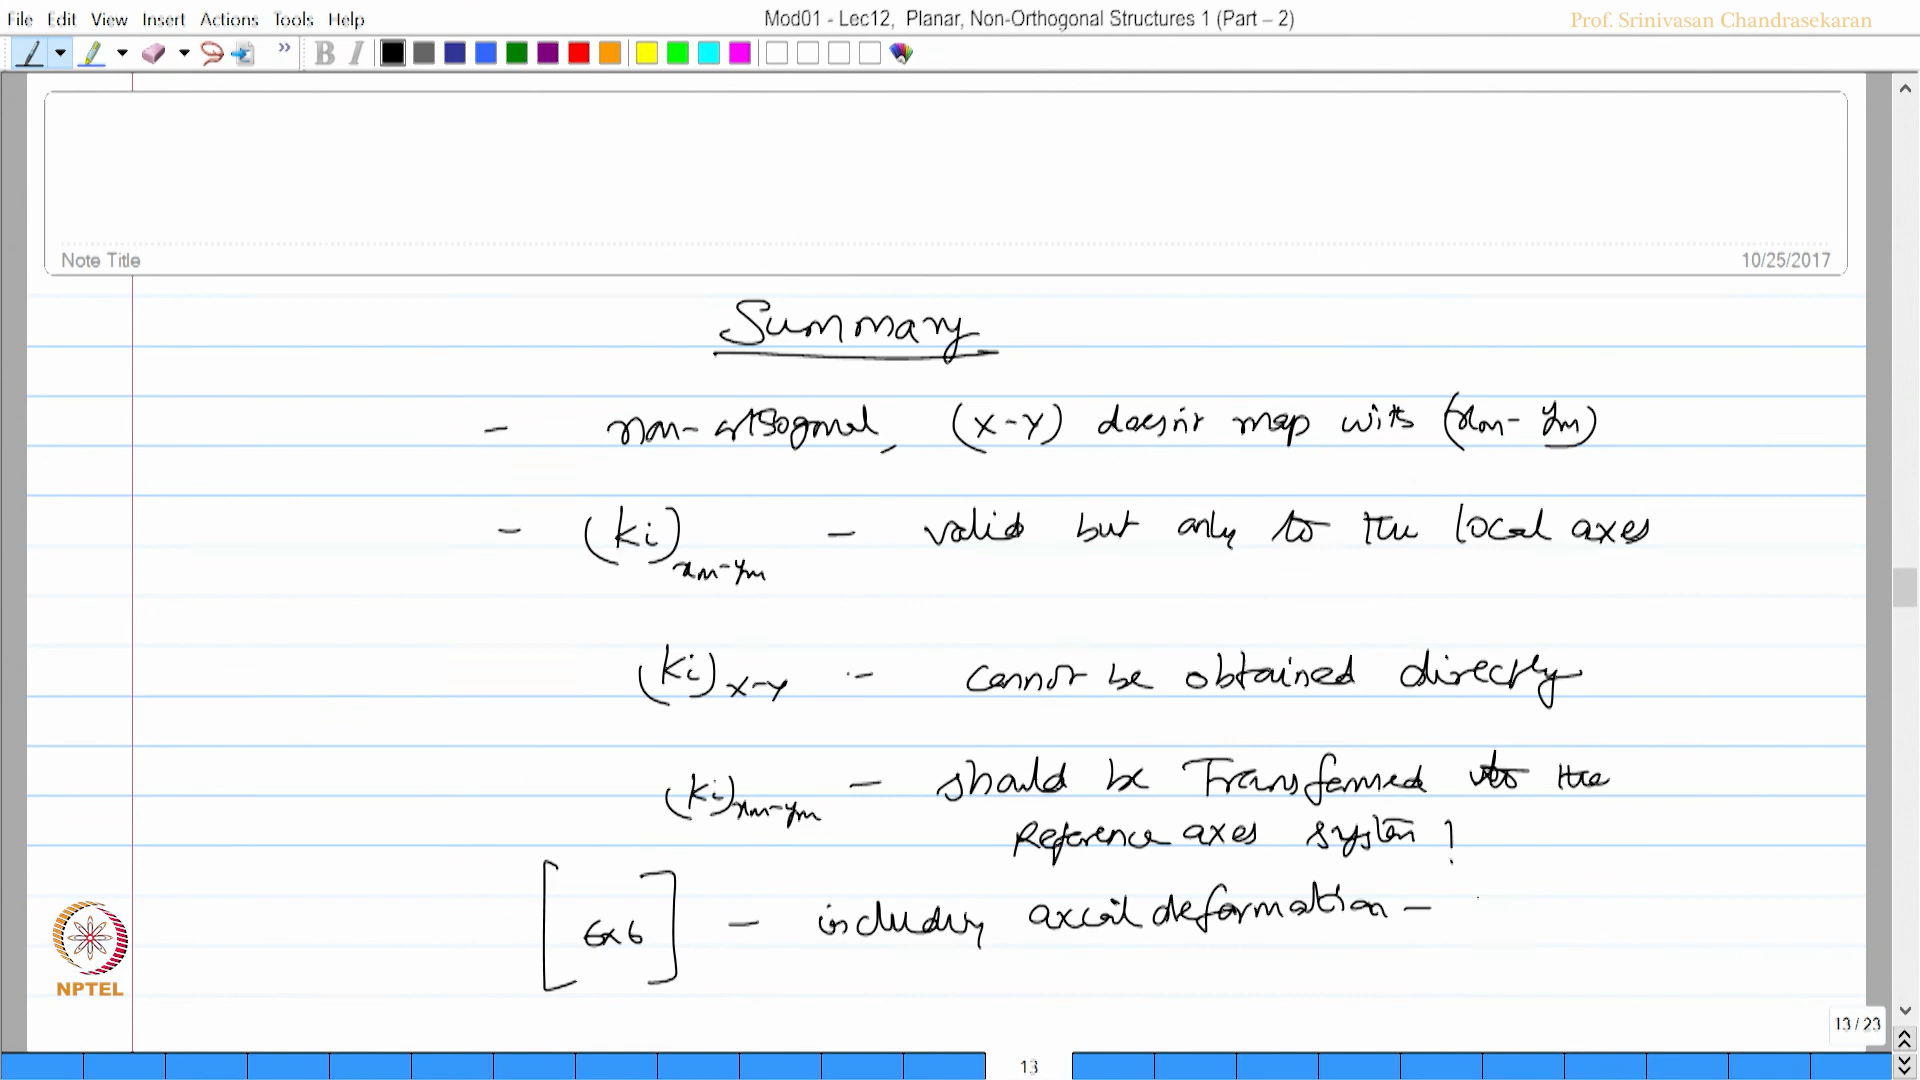 File Edit View Insert Actions Tools Help
Mod01 - Lec12, Planar, Non-Orthogonal Structures 1 (Part – 2)
Prof. Srinivasan Chandrasekaran
B I
Note Title
10/25/2017
Summary
- non-orthogonal, (X-Y) doesn't map with (xm-ym)
- (ki)xm-ym - valid but only to the local axes
(ki)X-Y - cannot be obtained directly
(ki)xm-ym - should be Transformed to the
Reference axes system !
[6x6] - including axial deformation -
NPTEL
13 / 23
13